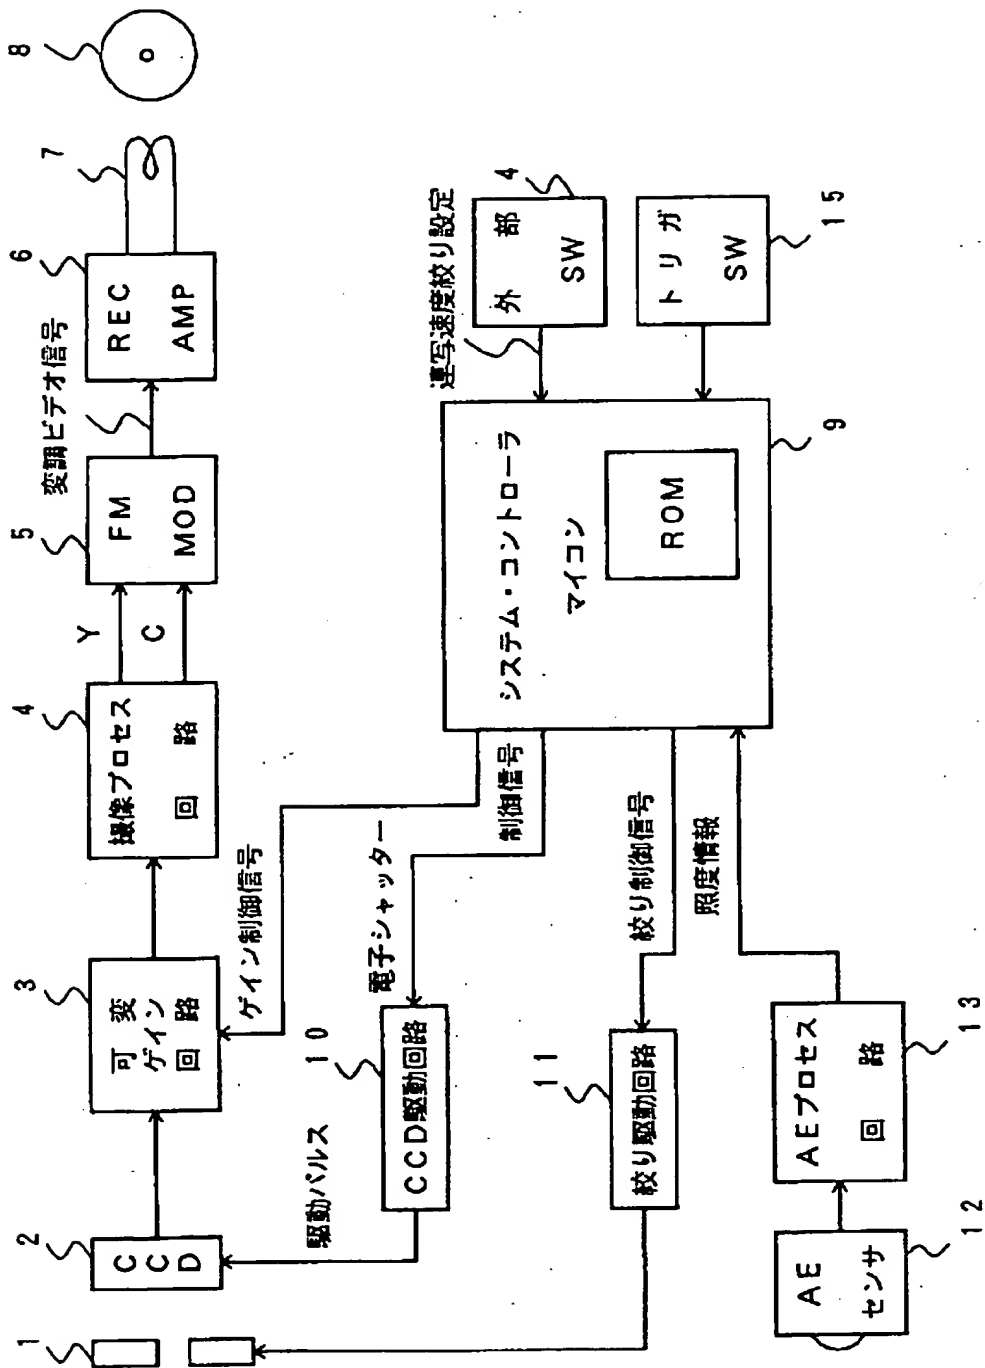 1
2
3
4
5
6
7
8
CCD
可変
ゲイン
回路
撮像プロセス
回路
Y
C
FM
MOD
変調ビデオ信号
REC
AMP
ゲイン制御信号
駆動パルス
10
CCD駆動回路
電子シャッター
制御信号
システム・コントローラ
マイコン
ROM
9
連写速度絞り設定
外部
SW
4
トリガ
SW
15
11
絞り駆動回路
絞り制御信号
照度情報
AE
センサ
12
AEプロセス
回路
13